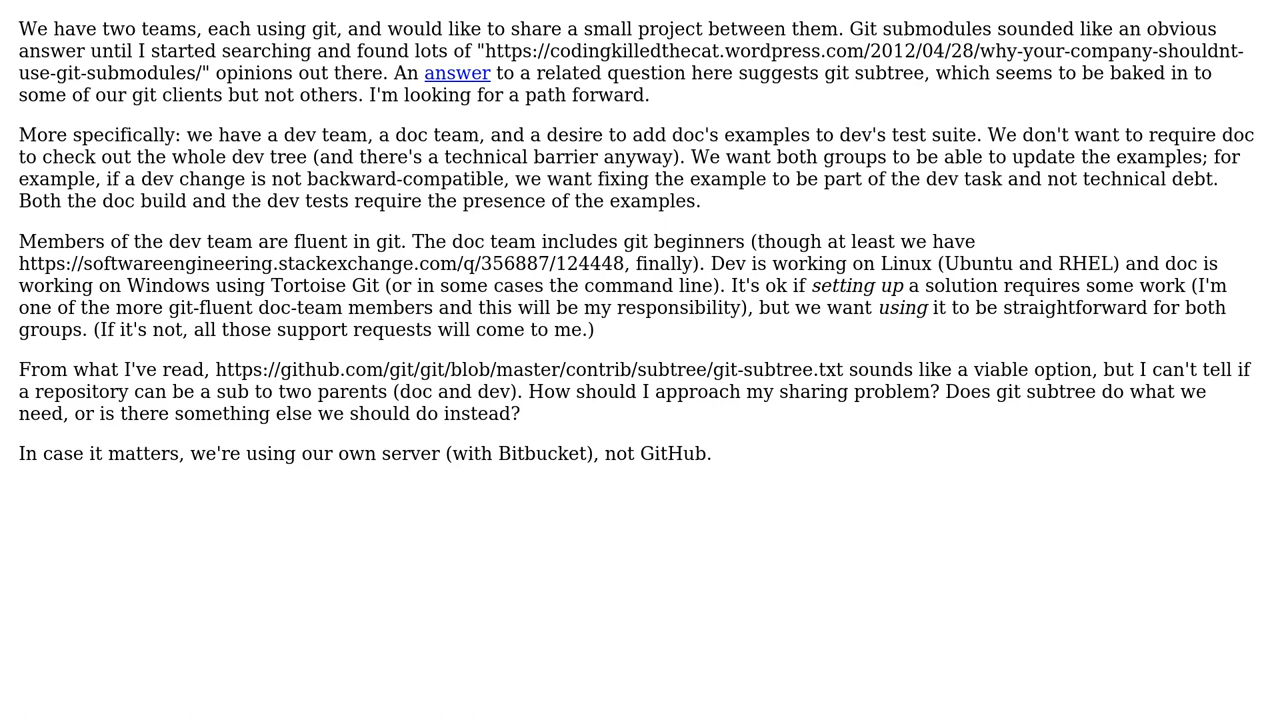 We have two teams, each using git, and would like to share a small project between them. Git submodules sounded like an obvious
answer until I started searching and found lots of "https://codingkilledthecat.wordpress.com/2012/04/28/why-your-company-shouldnt-
use-git-submodules/" opinions out there. An answer to a related question here suggests git subtree, which seems to be baked in to
some of our git clients but not others. I'm looking for a path forward.
More specifically: we have a dev team, a doc team, and a desire to add doc's examples to dev's test suite. We don't want to require doc
to check out the whole dev tree (and there's a technical barrier anyway). We want both groups to be able to update the examples; for
example, if a dev change is not backward-compatible, we want fixing the example to be part of the dev task and not technical debt.
Both the doc build and the dev tests require the presence of the examples.
Members of the dev team are fluent in git. The doc team includes git beginners (though at least we have
https://softwareengineering.stackexchange.com/q/356887/124448, finally). Dev is working on Linux (Ubuntu and RHEL) and doc is
working on Windows using Tortoise Git (or in some cases the command line). It's ok if setting up a solution requires some work (I'm
one of the more git-fluent doc-team members and this will be my responsibility), but we want using it to be straightforward for both
groups. (If it's not, all those support requests will come to me.)
From what I've read, https://github.com/git/git/blob/master/contrib/subtree/git-subtree.txt sounds like a viable option, but I can't tell if
a repository can be a sub to two parents (doc and dev). How should I approach my sharing problem? Does git subtree do what we
need, or is there something else we should do instead?
In case it matters, we're using our own server (with Bitbucket), not GitHub.